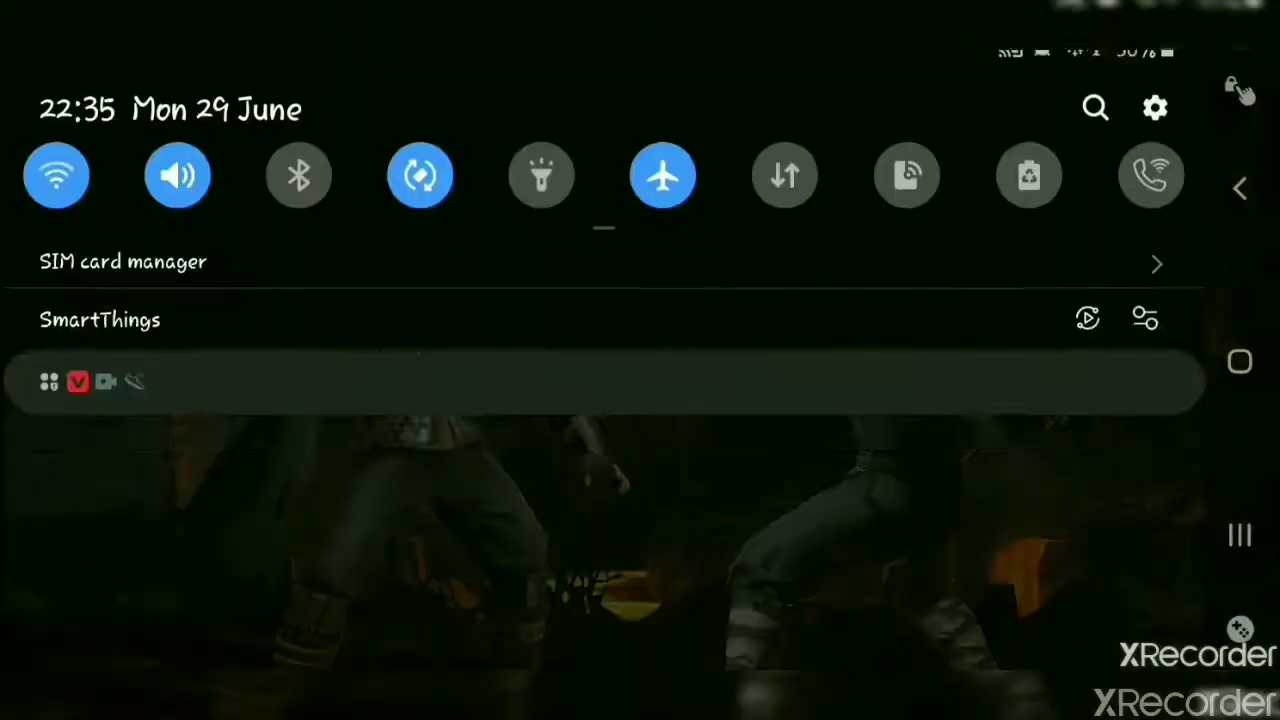 22:35 Mon 29 June
SIM card manager
SmartThings
XRecorder
XRecorder